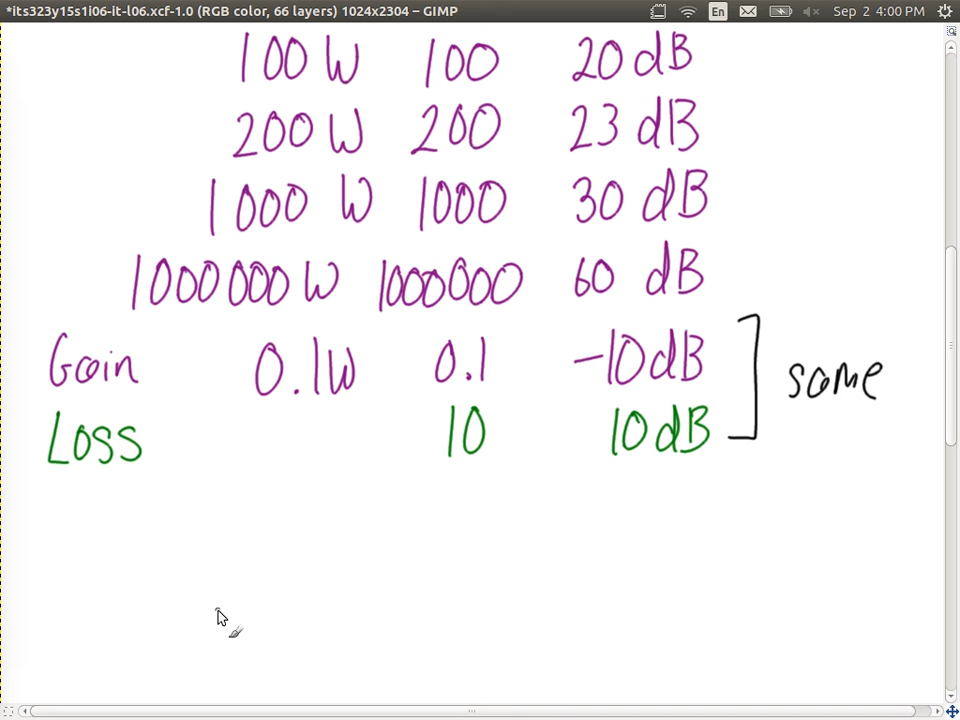 *its323y15s1i06-it-l06.xcf-1.0 (RGB color, 66 layers) 1024x2304 – GIMP En Sep 2 4:00 PM
100 W 100 20 dB
200 W 200 23 dB
1000 W 1000 30 dB
1000000 W 1000000 60 dB
Gain 0.1W 0.1 -10dB
same
Loss 10 10dB